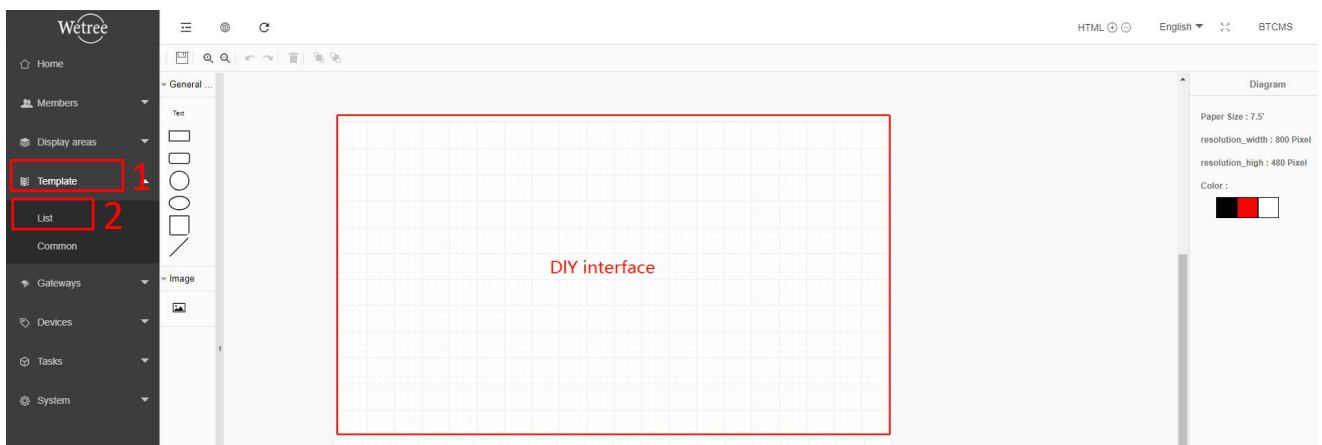 Wetree
HTML
English
BTCMS
Home
Members
Display areas
Template
1
List
2
Common
Gateways
Devices
Tasks
System
General ...
Text
Image
DIY interface
Diagram
Paper Size : 7.5'
resolution_width : 800 Pixel
resolution_high : 480 Pixel
Color :